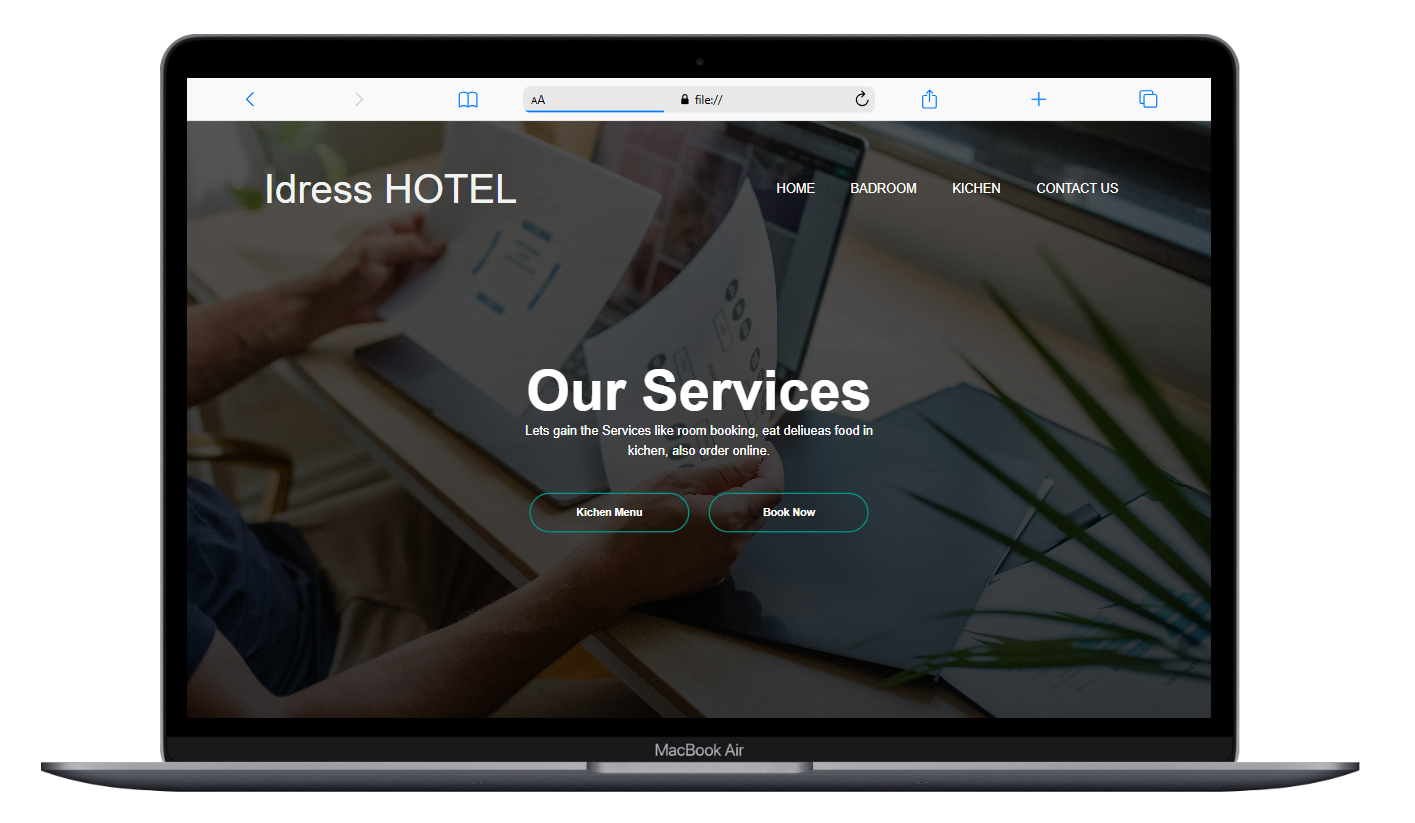 AA file://
Idress HOTEL
HOME BADROOM KICHEN CONTACT US
Our Services
Lets gain the Services like room booking, eat deliueas food in
kichen, also order online.
Kichen Menu Book Now
MacBook Air